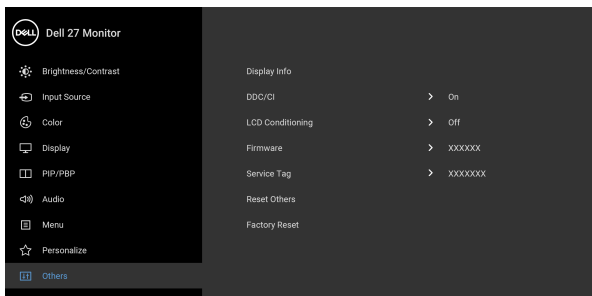 DELL Dell 27 Monitor
Brightness/Contrast Display Info
Input Source DDC/CI On
Color LCD Conditioning Off
Display Firmware XXXXXX
PIP/PBP Service Tag XXXXXXX
Audio Reset Others
Menu Factory Reset
Personalize
Others